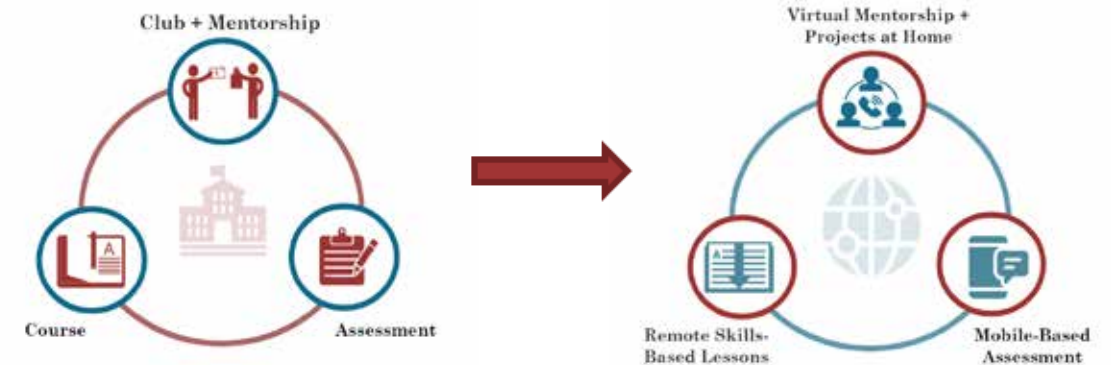 Club + Mentorship
Course
Assessment
Virtual Mentorship +
Projects at Home
Remote Skills-
Based Lessons
Mobile-Based
Assessment
A
A